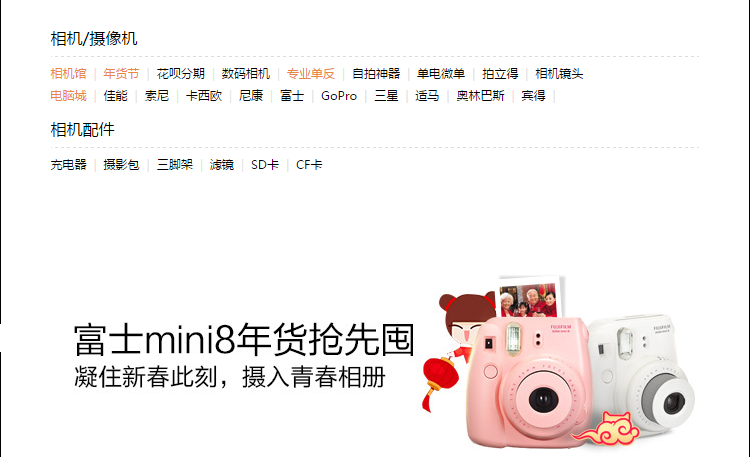 相机/摄像机
相机馆 | 年货节 | 花呗分期 | 数码相机 | 专业单反 | 自拍神器 | 单电微单 | 拍立得 | 相机镜头
电脑城 | 佳能 | 索尼 | 卡西欧 | 尼康 | 富士 | GoPro | 三星 | 适马 | 奥林巴斯 | 宾得 |
相机配件
充电器 | 摄影包 | 三脚架 | 滤镜 | SD卡 | CF卡
富士mini8年货抢先囤
凝住新春此刻，摄入青春相册
FUJIFILM
FUJIFILM